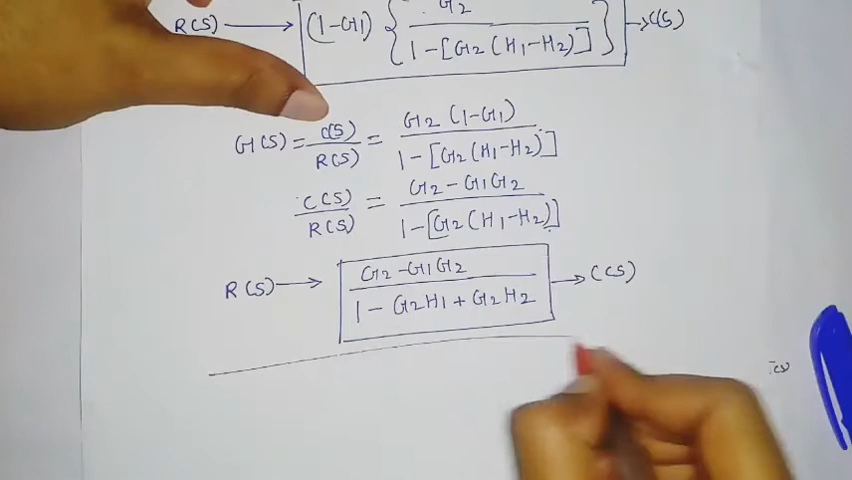 R(S) → (1-G1) { G2 / 1-[G2(H1-H2)] } → C(S)
G(S) = C(S)/R(S) = G2 (1-G1) / 1-[G2(H1-H2)]
C(S)/R(S) = G2-G1G2 / 1-[G2(H1-H2)]
R(S) → G2-G1G2 / 1-G2H1+G2H2 → C(S)